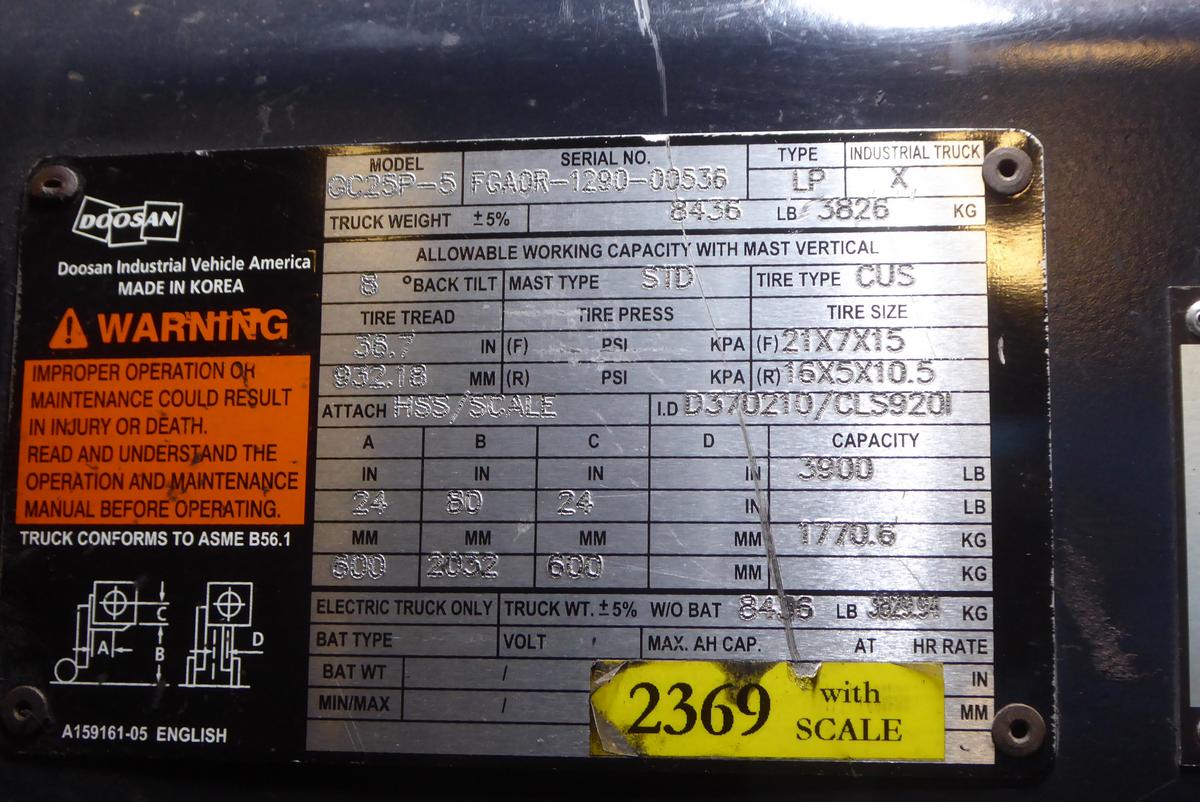 DOOSAN
Doosan Industrial Vehicle America
MADE IN KOREA
WARNING
IMPROPER OPERATION OR
MAINTENANCE COULD RESULT
IN INJURY OR DEATH.
READ AND UNDERSTAND THE
OPERATION AND MAINTENANCE
MANUAL BEFORE OPERATING.
TRUCK CONFORMS TO ASME B56.1
A C B D
A159161-05 ENGLISH
MODEL SERIAL NO. TYPE INDUSTRIAL TRUCK
GC25P-5 FGA0R-1290-00536 LP X
TRUCK WEIGHT ±5% 8436 LB 3826 KG
ALLOWABLE WORKING CAPACITY WITH MAST VERTICAL
8 °BACK TILT MAST TYPE STD TIRE TYPE CUS
TIRE TREAD TIRE PRESS TIRE SIZE
36.7 IN (F) PSI KPA (F) 21X7X15
932.18 MM (R) PSI KPA (R) 16X5X10.5
ATTACH HSS/SCALE I.D D370210/CLS920I
A B C D CAPACITY
IN IN IN IN 3900 LB
24 80 24 IN LB
MM MM MM MM 1770.6 KG
600 2032 600 MM KG
ELECTRIC TRUCK ONLY TRUCK WT. ±5% W/O BAT 8436 LB KG
BAT TYPE VOLT MAX. AH CAP. AT HR RATE
BAT WT / IN
MIN/MAX / MM
2369 with
SCALE